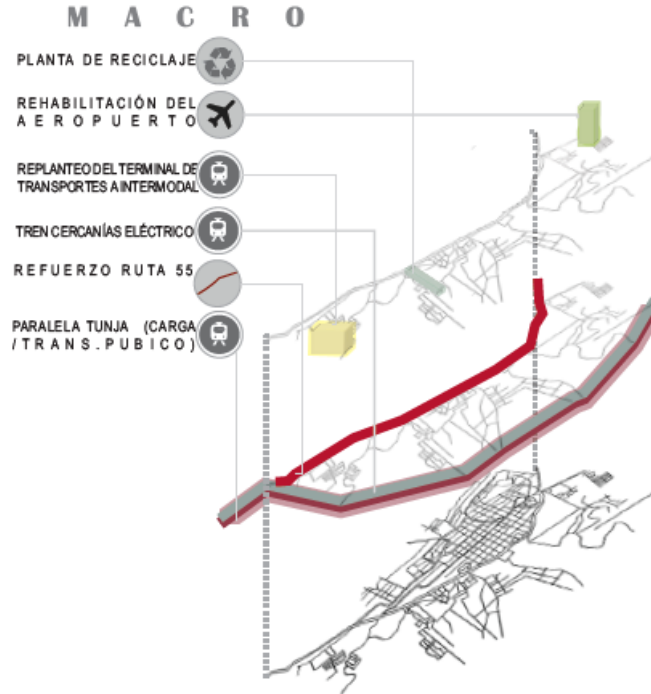 M A C R O
PLANTA DE RECICLAJE
REHABILITACIÓN DEL
AEROPUERTO
REPLANTEO DEL TERMINAL DE
TRANSPORTES A INTERMODAL
TREN CERCANÍAS ELÉCTRICO
REFUERZO RUTA 55
PARALELA TUNJA (CARGA
/TRANS.PUBICO)